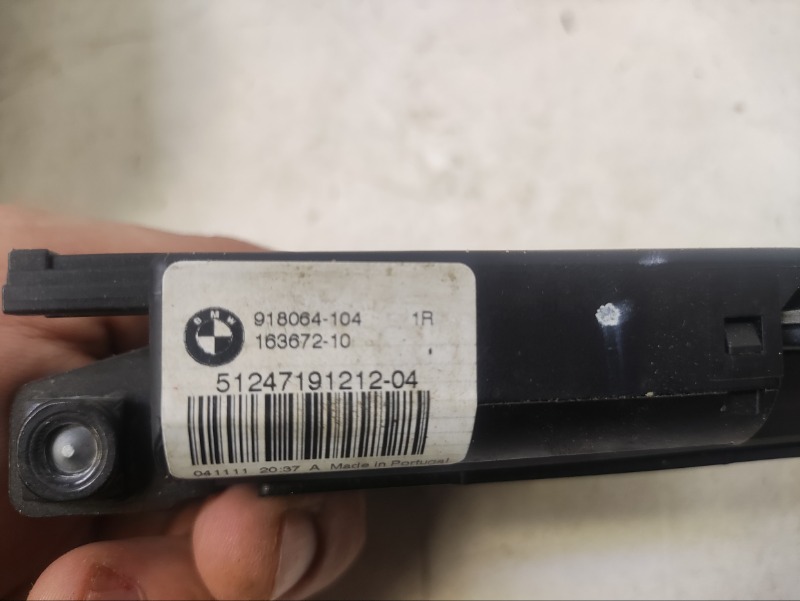 BMW
918064-104 1R
163672-10
51247191212-04
041111 20:37 A Made in Portugal